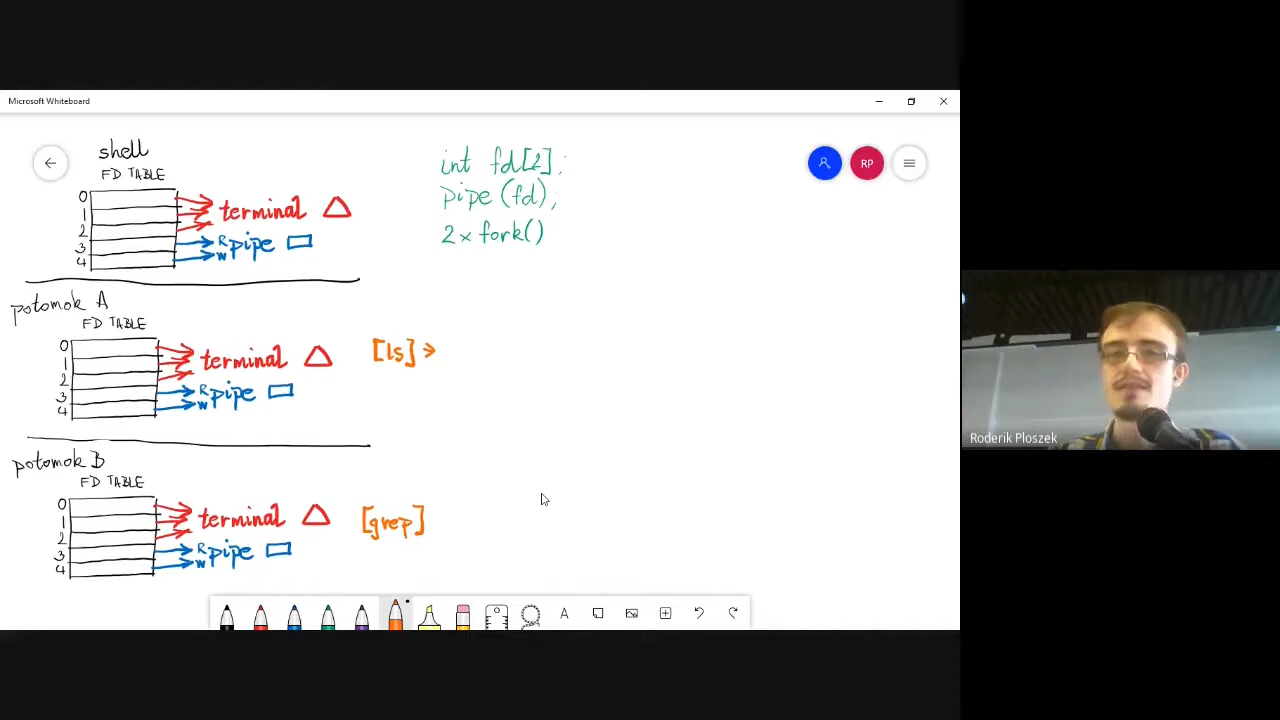 Microsoft Whiteboard
shell
FD TABLE
0
1
2
3
4
terminal
R
pipe
W
int fd[2];
pipe(fd);
2x fork()
RP
potomok A
FD TABLE
0
1
2
3
4
terminal
R
pipe
W
[ls] →
potomok B
FD TABLE
0
1
2
3
4
terminal
R
pipe
W
[grep]
Roderik Ploszek
A